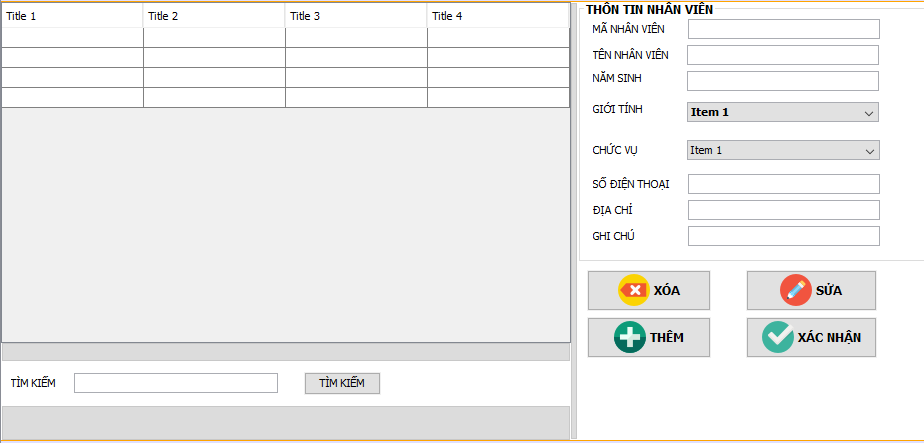 Title 1 Title 2 Title 3 Title 4
TÌM KIẾM TÌM KIẾM
THÔN TIN NHÂN VIÊN
MÃ NHÂN VIÊN
TÊN NHÂN VIÊN
NĂM SINH
GIỚI TÍNH Item 1
CHỨC VỤ Item 1
SỐ ĐIỆN THOẠI
ĐỊA CHỈ
GHI CHÚ
XÓA SỬA
THÊM XÁC NHẬN